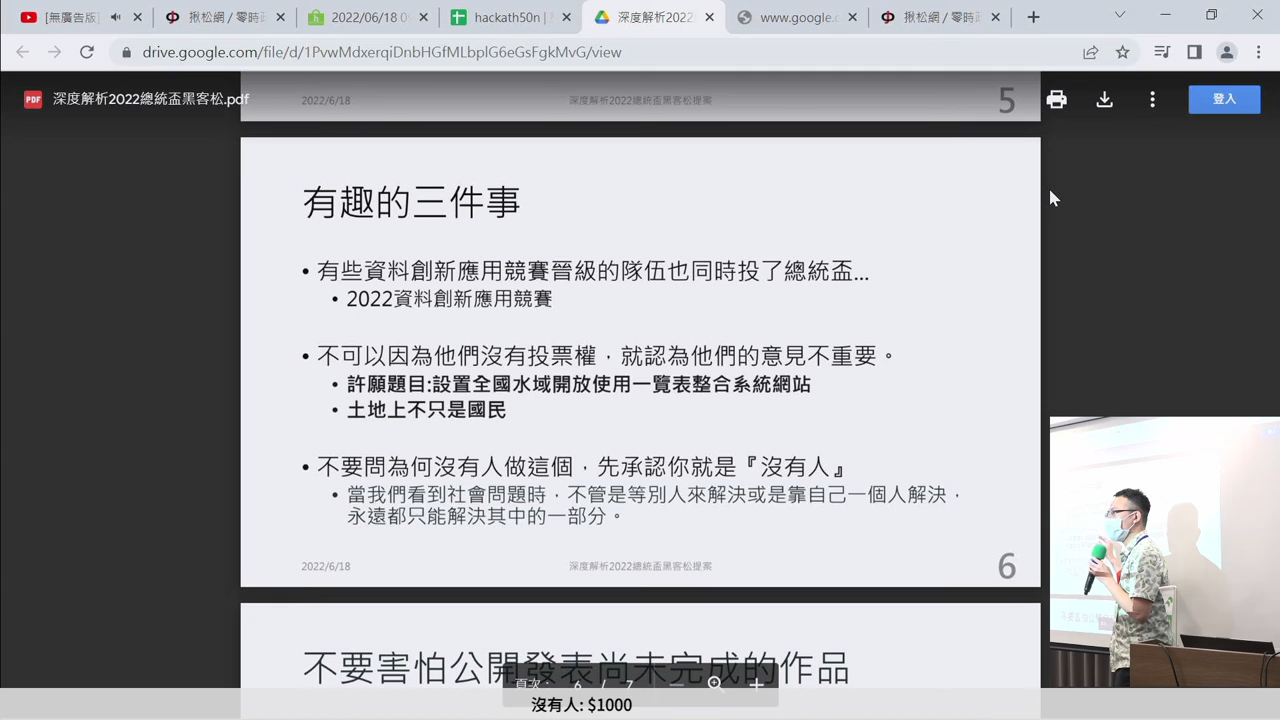 [無廣告版]
揪松網 / 零時政
2022/06/18 09
hackath50n |
深度解析2022
www.google.c
揪松網 / 零時政
drive.google.com/file/d/1PvwMdxerqiDnbHGfMLbplG6eGsFgkMvG/view
PDF
深度解析2022總統盃黑客松.pdf
登入
2022/6/18
深度解析2022總統盃黑客松提案
5
有趣的三件事
• 有些資料創新應用競賽晉級的隊伍也同時投了總統盃...
• 2022資料創新應用競賽
• 不可以因為他們沒有投票權，就認為他們的意見不重要。
• 許願題目:設置全國水域開放使用一覽表整合系統網站
• 土地上不只是國民
• 不要問為何沒有人做這個，先承認你就是『沒有人』
• 當我們看到社會問題時，不管是等別人來解決或是靠自己一個人解決，
永遠都只能解決其中的一部分。
2022/6/18
深度解析2022總統盃黑客松提案
6
不要害怕公開發表尚未完成的作品
頁次： 6 / 7
沒有人: $1000